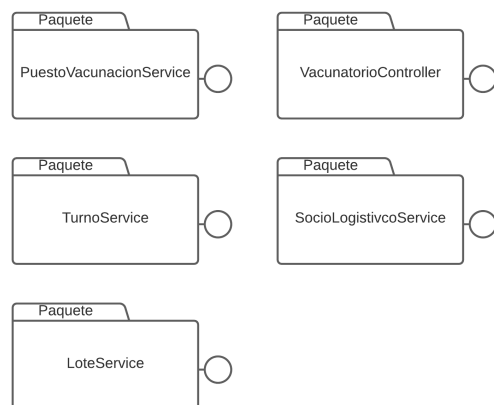 Paquete
PuestoVacunacionService
Paquete
VacunatorioController
Paquete
TurnoService
Paquete
SocioLogistivcoService
Paquete
LoteService